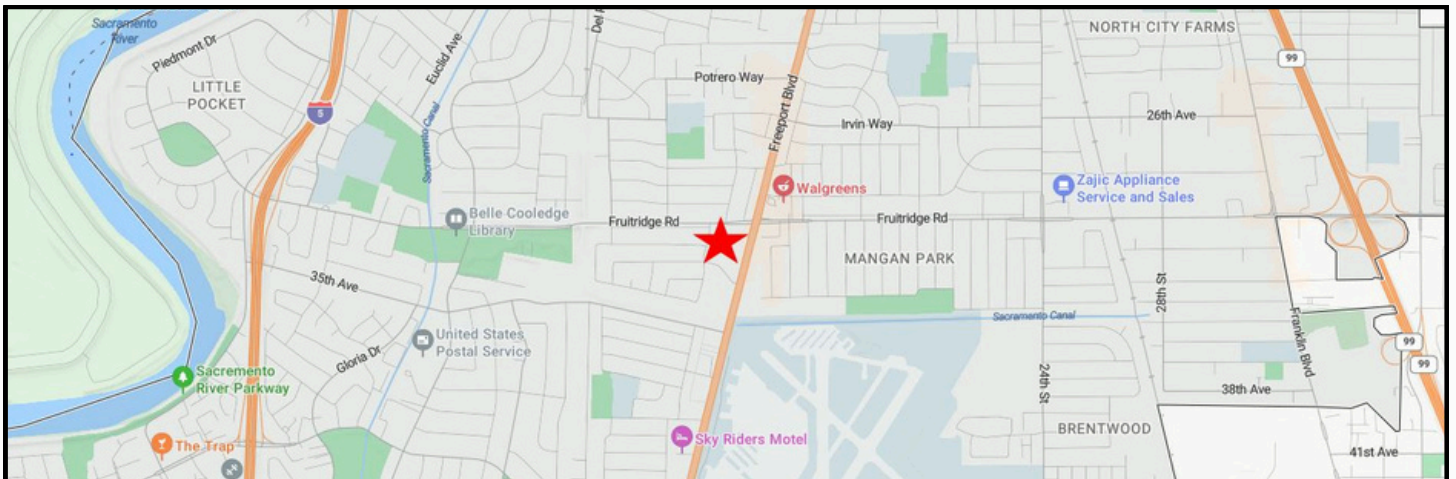 Sacramento
River
Piedmont Dr
LITTLE
POCKET
5
Euclid Ave
Sacramento Canal
Potrero Way
Freeport Blvd
Irvin Way
NORTH CITY FARMS
99
26th Ave
Walgreens
Zajic Appliance
Service and Sales
Belle Cooledge
Library
Fruitridge Rd
Fruitridge Rd
MANGAN PARK
35th Ave
28th St
Sacramento Canal
Franklin Blvd
United States
Postal Service
Gloria Dr
99
99
Sacremento
River Parkway
24th St
38th Ave
The Trap
Sky Riders Motel
BRENTWOOD
41st Ave